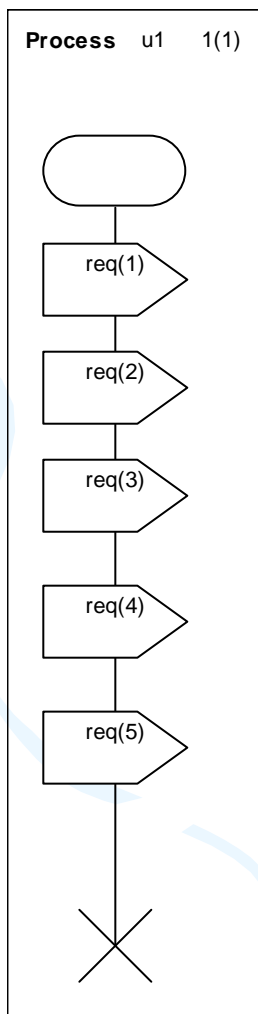 Process u1 1(1)
req(1)
req(2)
req(3)
req(4)
req(5)